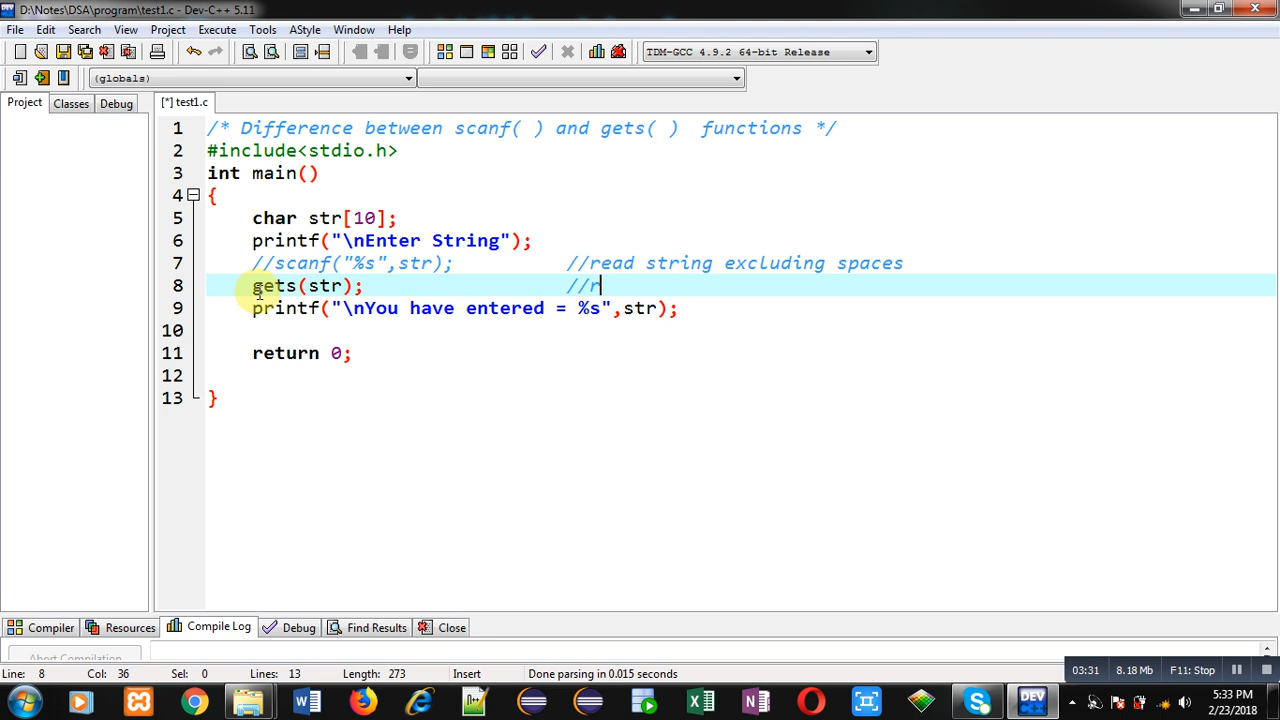 D:\Notes\DSA\program\test1.c - Dev-C++ 5.11
File Edit Search View Project Execute Tools AStyle Window Help
TDM-GCC 4.9.2 64-bit Release
(globals)
Project Classes Debug [*] test1.c
1 /* Difference between scanf( ) and gets( )  functions */
2 #include<stdio.h>
3 int main()
4 {
5 char str[10];
6 printf("\nEnter String");
7 //scanf("%s",str); //read string excluding spaces
8 gets(str); //r
9 printf("\nYou have entered = %s",str);
10
11 return 0;
12
13 }
Compiler Resources Compile Log Debug Find Results Close
Abort Compilation
Line: 8 Col: 36 Sel: 0 Lines: 13 Length: 273 Insert Done parsing in 0.015 seconds
03:31 8.18 Mb F11: Stop
DEV
5:33 PM
2/23/2018